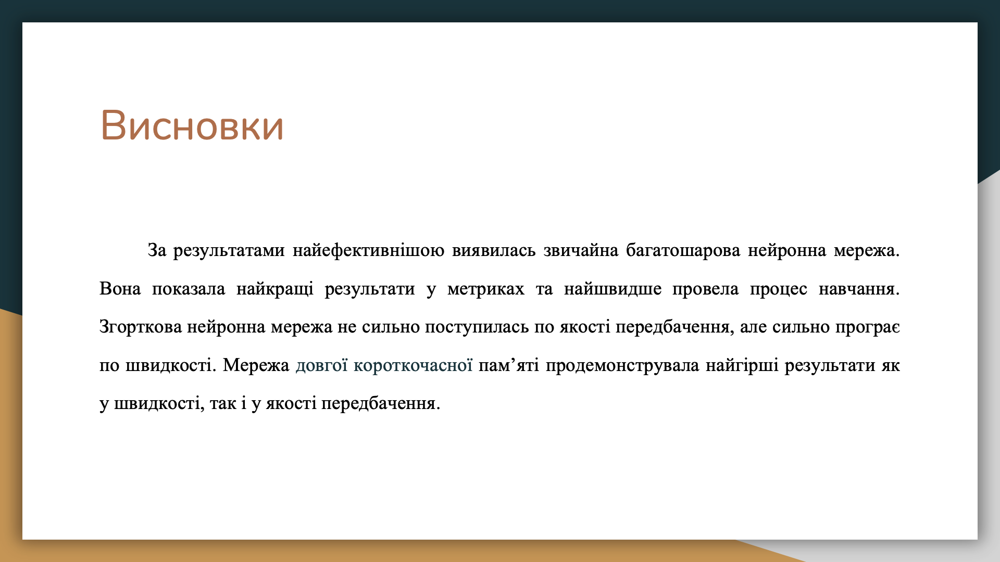 Висновки
За результатами найефективнішою виявилась звичайна багатошарова нейронна мережа.
Вона показала найкращі результати у метриках та найшвидше провела процес навчання.
Згорткова нейронна мережа не сильно поступилась по якості передбачення, але сильно програє
по швидкості. Мережа довгої короткочасної пам’яті продемонструвала найгірші результати як
у швидкості, так і у якості передбачення.